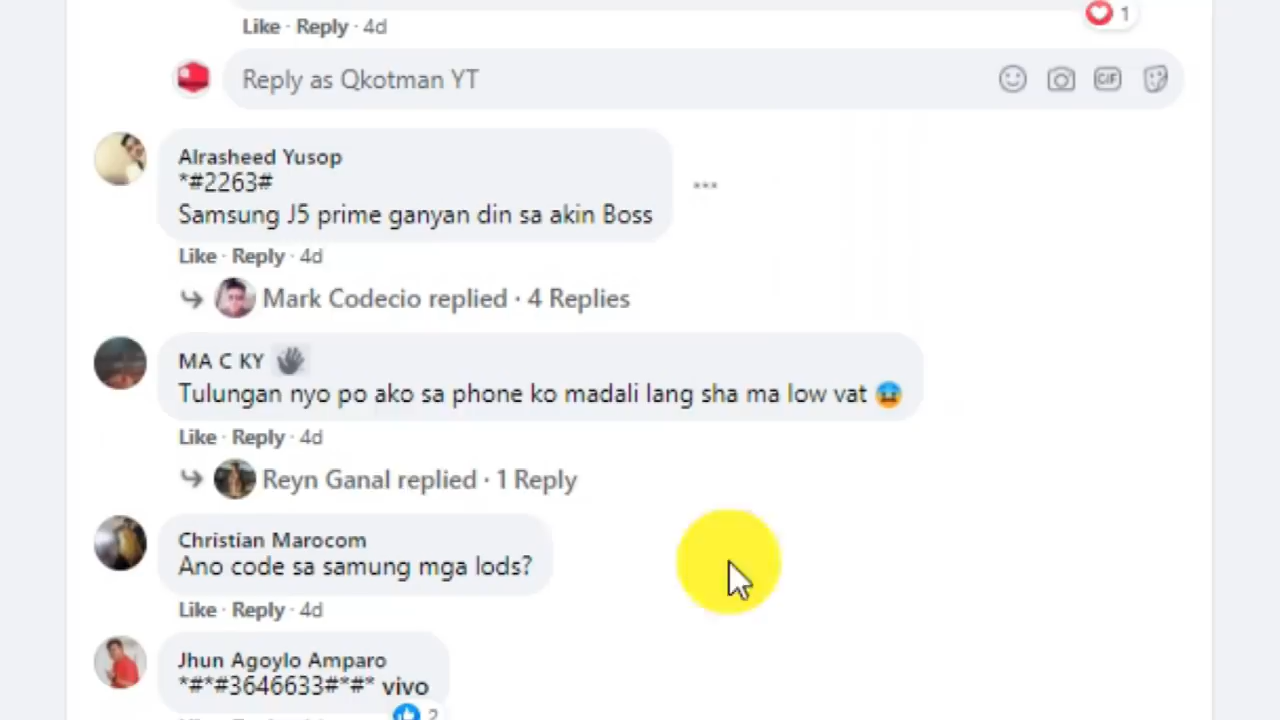 Like · Reply · 4d
1
Reply as Qkotman YT
GIF
Alrasheed Yusop
*#2263#
Samsung J5 prime ganyan din sa akin Boss
Like · Reply · 4d
Mark Codecio replied · 4 Replies
MA C KY
Tulungan nyo po ako sa phone ko madali lang sha ma low vat
Like · Reply · 4d
Reyn Ganal replied · 1 Reply
Christian Marocom
Ano code sa samung mga lods?
Like · Reply · 4d
Jhun Agoylo Amparo
*#*#3646633#*#* vivo
2